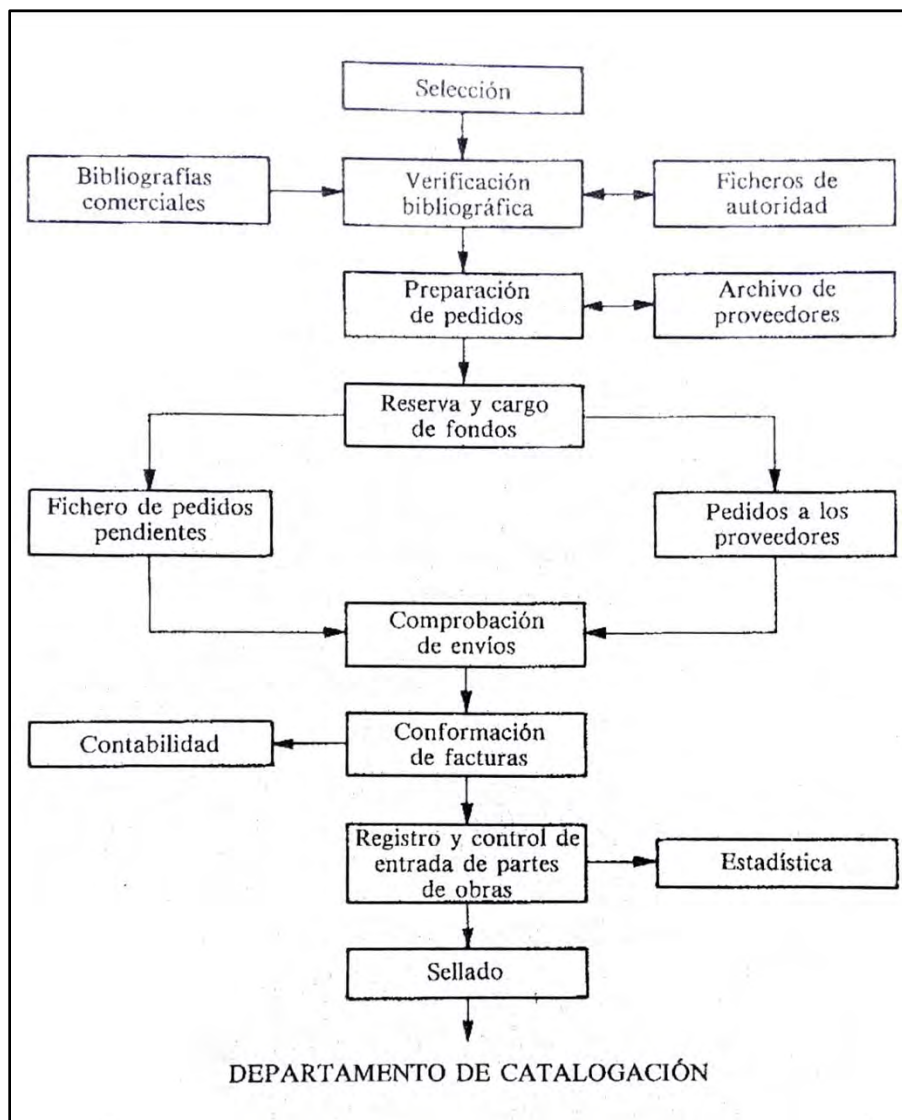 Selección
Bibliografías
comerciales
Verificación
bibliográfica
Ficheros de
autoridad
Preparación
de pedidos
Archivo de
proveedores
Reserva y cargo
de fondos
Fichero de pedidos
pendientes
Pedidos a los
proveedores
Comprobación
de envíos
Contabilidad
Conformación
de facturas
Registro y control de
entrada de partes
de obras
Estadística
Sellado
DEPARTAMENTO DE CATALOGACIÓN